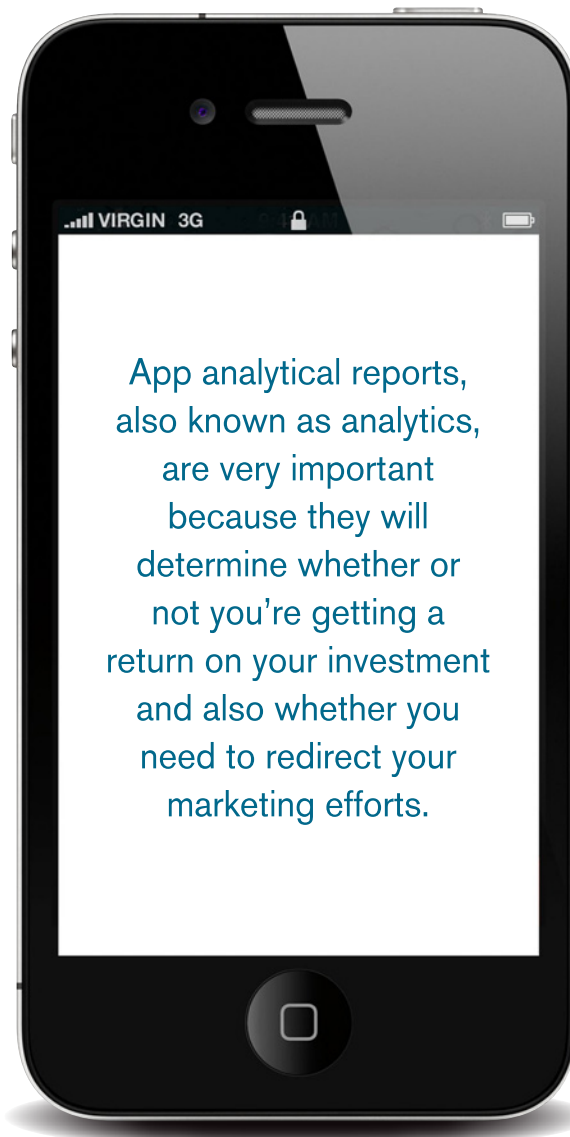 VIRGIN 3G
App analytical reports,
also known as analytics,
are very important
because they will
determine whether or
not you’re getting a
return on your investment
and also whether you
need to redirect your
marketing efforts.